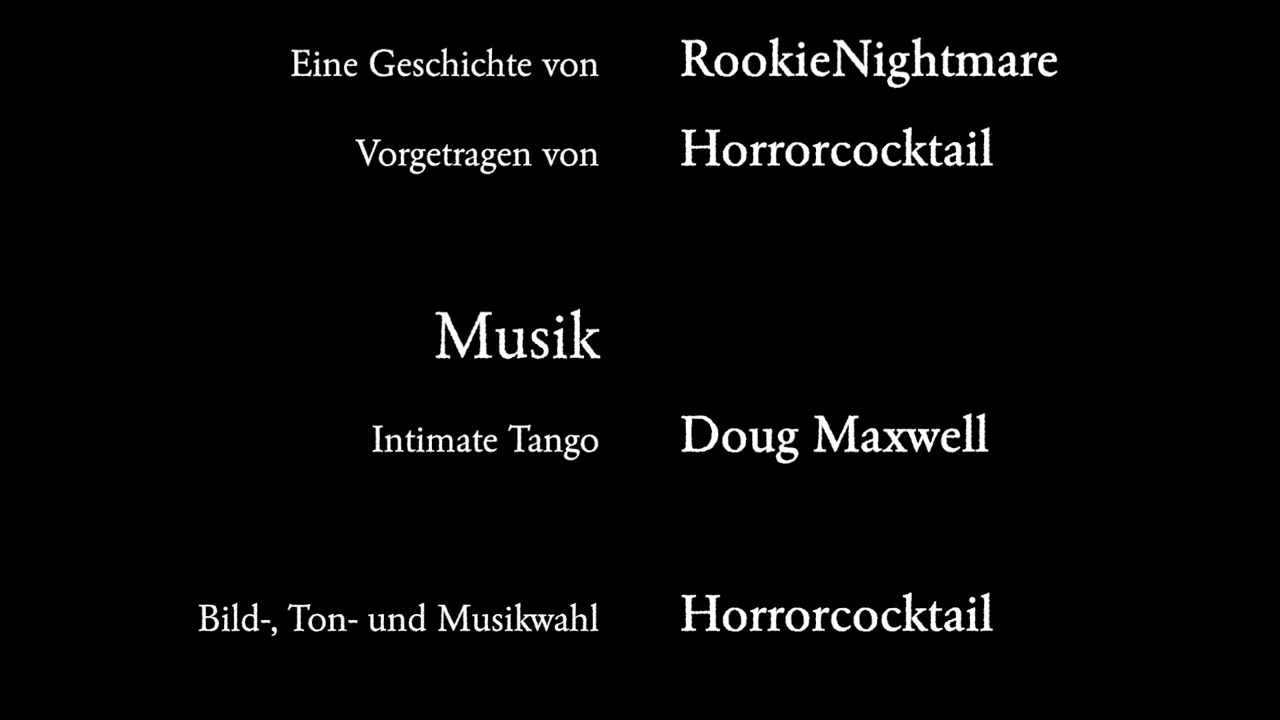 Eine Geschichte von RookieNightmare
Vorgetragen von Horrorcocktail
Musik
Intimate Tango Doug Maxwell
Bild-, Ton- und Musikwahl Horrorcocktail